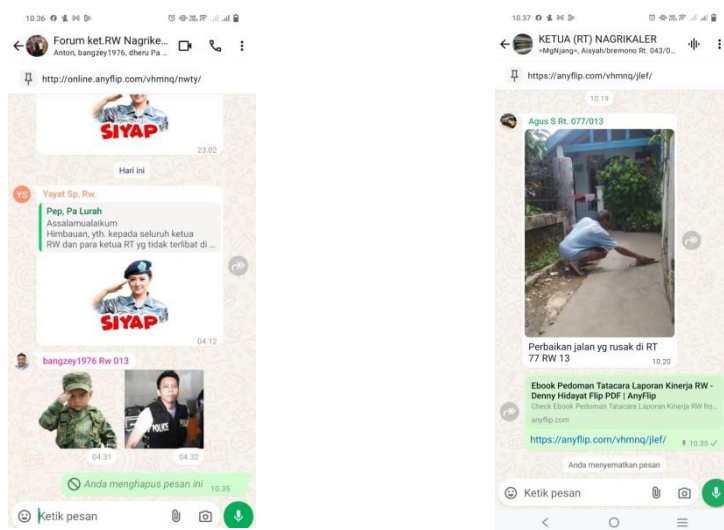 10.36
Forum ket.RW Nagrike...
Anton, bangzey1976, dheru Pa ...
http://online.anyflip.com/vhmnq/nwty/
SIYAP
23.02
Hari ini
YS
Yayat Sp, Rw.
Pep, Pa Lurah
Assalamualaikum
Himbauan, yth. kepada seluruh ketua
RW dan para ketua RT yg tidak terlibat di ...
SIYAP
04.12
bangzey1976 Rw 013
POLICE
04.31
04.32
Anda menghapus pesan ini 10.35
Ketik pesan
10.37
KETUA (RT) NAGRIKALER
=MgNjang=, Aisyah/bremono Rt. 043/0...
https://anyflip.com/vhmnq/jlef/
10.19
Agus S Rt. 077/013
Perbaikan jalan yg rusak di RT
77 RW 13
10.20
Ebook Pedoman Tatacara Laporan Kinerja RW -
Denny Hidayat Flip PDF | AnyFlip
Check Ebook Pedoman Tatacara Laporan Kinerja RW fro...
anyflip.com
https://anyflip.com/vhmnq/jlef/
10.35
Anda menyematkan pesan
Ketik pesan